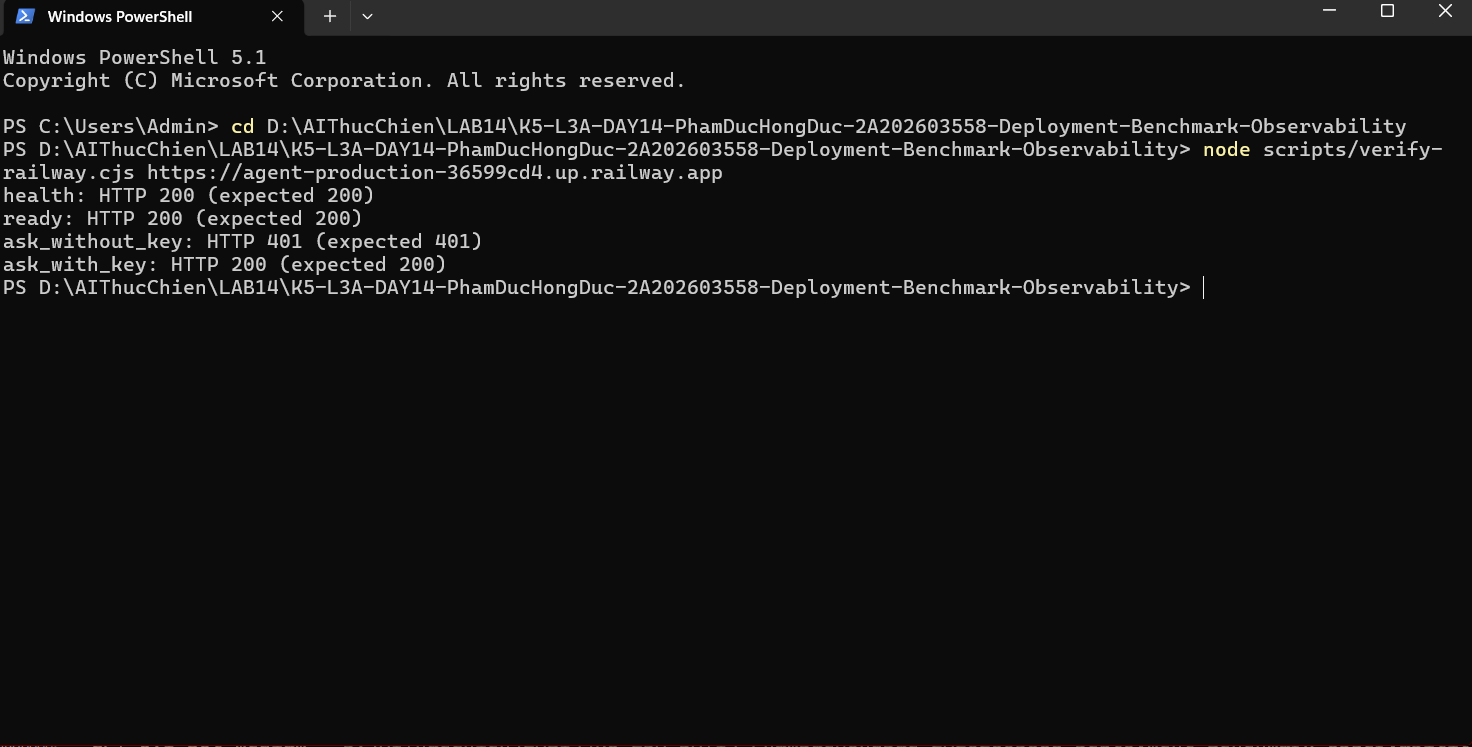 Windows PowerShell
Windows PowerShell 5.1
Copyright (C) Microsoft Corporation. All rights reserved.
PS C:\Users\Admin> cd D:\AIThucChien\LAB14\K5-L3A-DAY14-PhamDucHongDuc-2A202603558-Deployment-Benchmark-Observability
PS D:\AIThucChien\LAB14\K5-L3A-DAY14-PhamDucHongDuc-2A202603558-Deployment-Benchmark-Observability> node scripts/verify-
railway.cjs https://agent-production-36599cd4.up.railway.app
health: HTTP 200 (expected 200)
ready: HTTP 200 (expected 200)
ask_without_key: HTTP 401 (expected 401)
ask_with_key: HTTP 200 (expected 200)
PS D:\AIThucChien\LAB14\K5-L3A-DAY14-PhamDucHongDuc-2A202603558-Deployment-Benchmark-Observability>